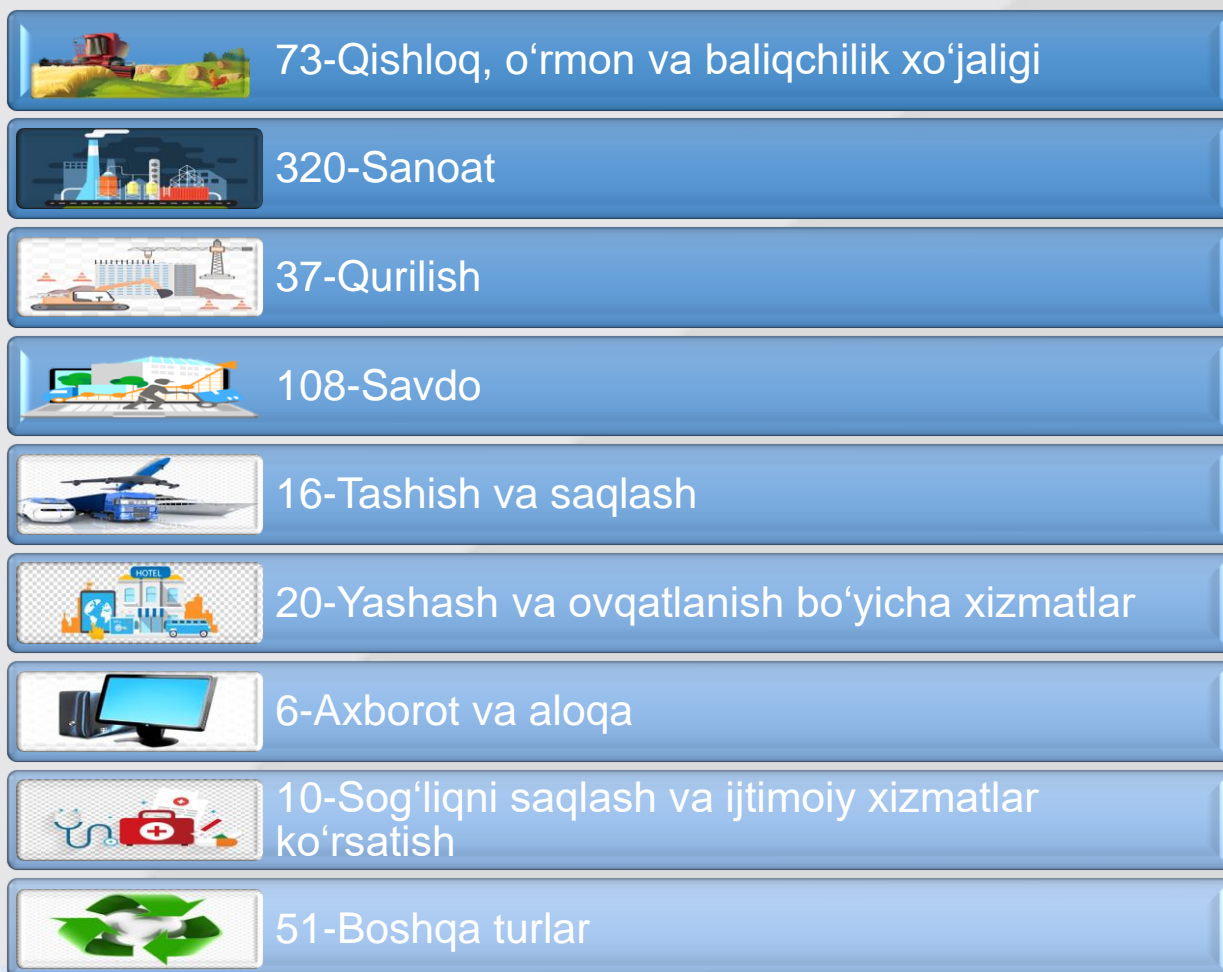 73-Qishloq, o‘rmon va baliqchilik xo‘jaligi
320-Sanoat
37-Qurilish
108-Savdo
16-Tashish va saqlash
HOTEL
20-Yashash va ovqatlanish bo‘yicha xizmatlar
6-Axborot va aloqa
10-Sog‘liqni saqlash va ijtimoiy xizmatlar
ko‘rsatish
51-Boshqa turlar